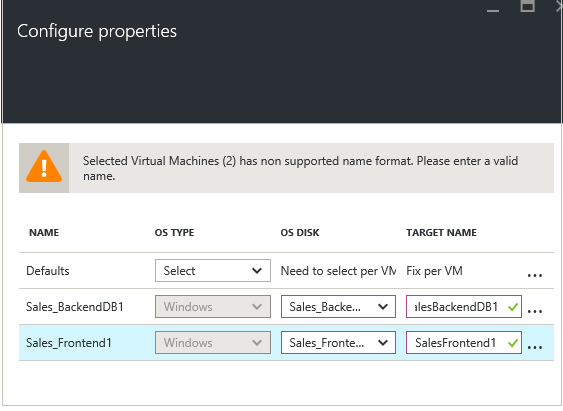 Configure properties
Selected Virtual Machines (2) has non supported name format. Please enter a valid
name.
NAME OS TYPE OS DISK TARGET NAME
Defaults Select Need to select per VM Fix per VM ...
Sales_BackendDB1 Windows Sales_Backe... alesBackendDB1 ...
Sales_Frontend1 Windows Sales_Fronte... SalesFrontend1 ...